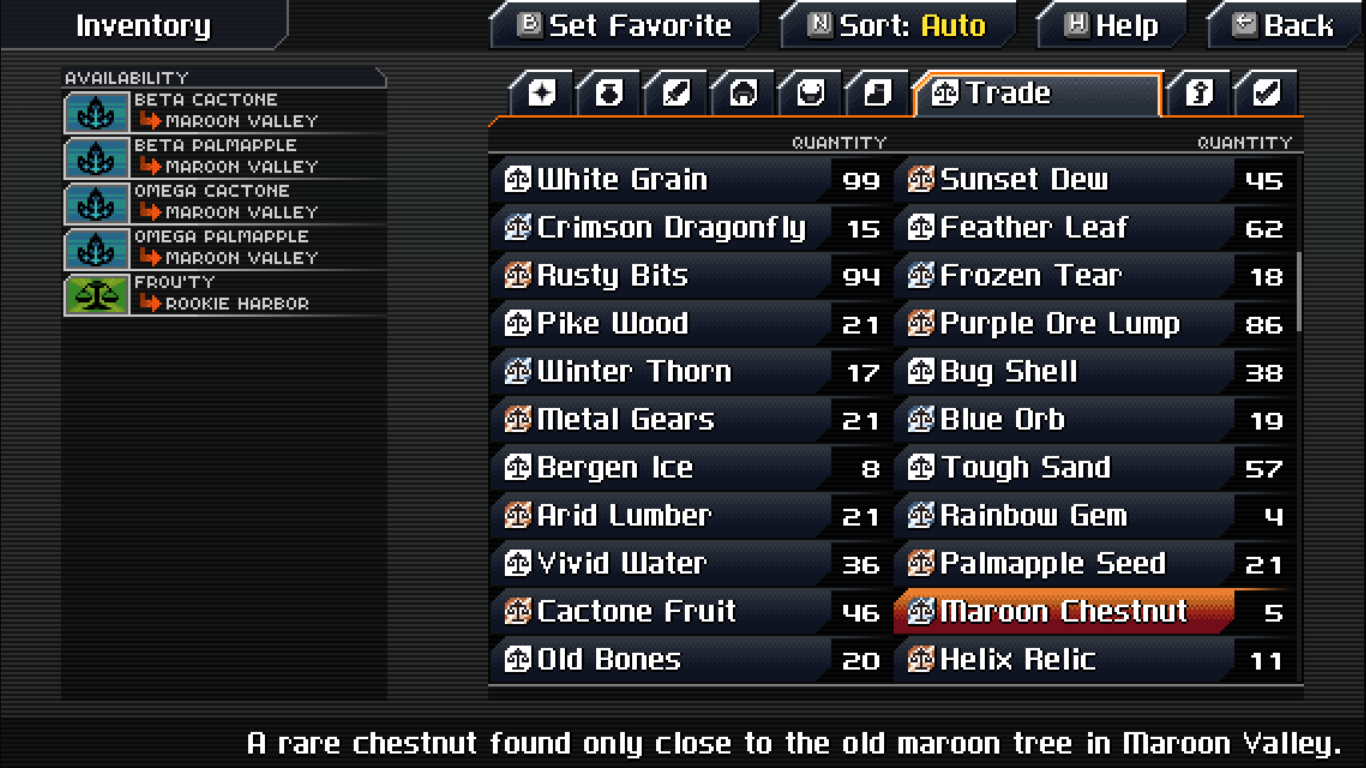 Inventory
B Set Favorite
N Sort: Auto
H Help
Back
AVAILABILITY
BETA CACTONE
MAROON VALLEY
BETA PALMAPPLE
MAROON VALLEY
OMEGA CACTONE
MAROON VALLEY
OMEGA PALMAPPLE
MAROON VALLEY
FROU'TY
ROOKIE HARBOR
Trade
QUANTITY QUANTITY
White Grain 99 Sunset Dew 45
Crimson Dragonfly 15 Feather Leaf 62
Rusty Bits 94 Frozen Tear 18
Pike Wood 21 Purple Ore Lump 86
Winter Thorn 17 Bug Shell 38
Metal Gears 21 Blue Orb 19
Bergen Ice 8 Tough Sand 57
Arid Lumber 21 Rainbow Gem 4
Vivid Water 36 Palmapple Seed 21
Cactone Fruit 46 Maroon Chestnut 5
Old Bones 20 Helix Relic 11
A rare chestnut found only close to the old maroon tree in Maroon Valley.